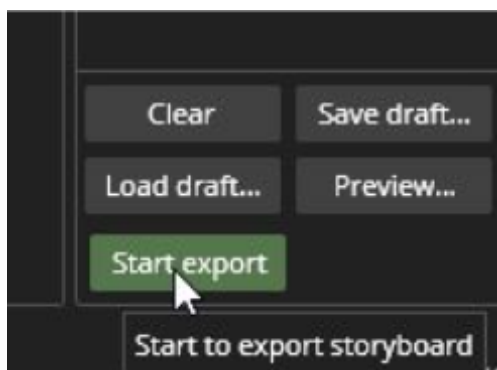 Clear
Save draft...
Load draft...
Preview...
Start export
Start to export storyboard